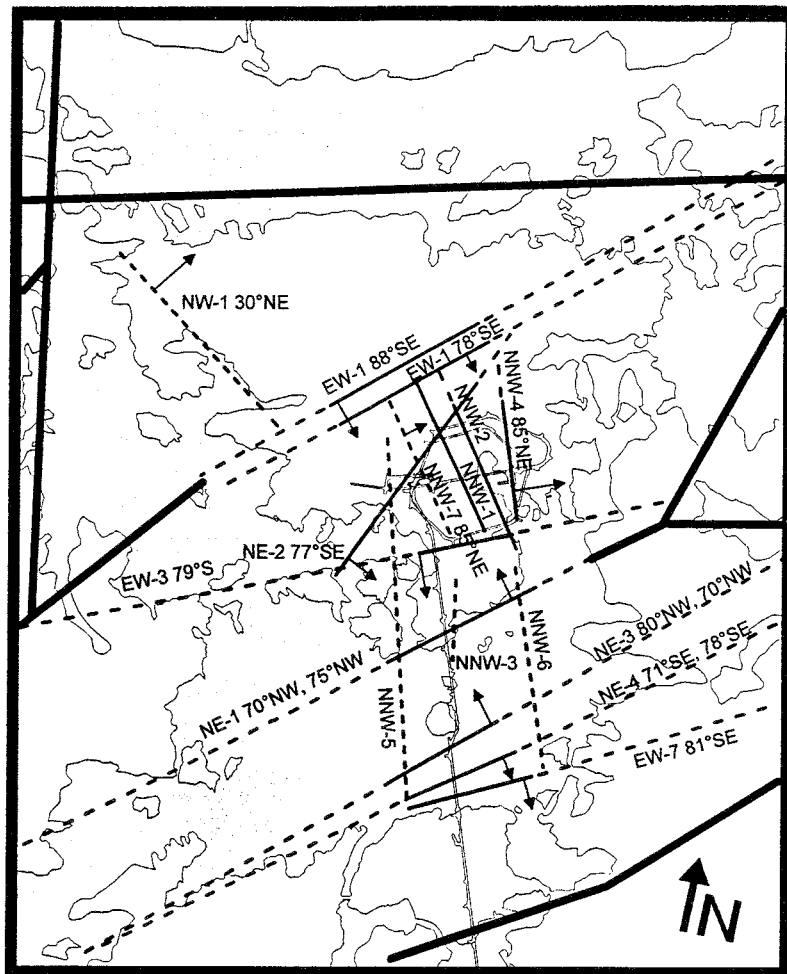 NW-1 30°NE
EW-1 88°SE
EW-1 78°SE
NNW-4 85°NE
NNW-2
NNW-1
NNW-7 85°NE
NE-2 77°SE
EW-3 79°S
NE-1 70°NW, 75°NW
NNW-3
NNW-6
NNW-5
NE-3 80°NW, 70°NW
NE-4 71°SE, 78°SE
EW-7 81°SE
N